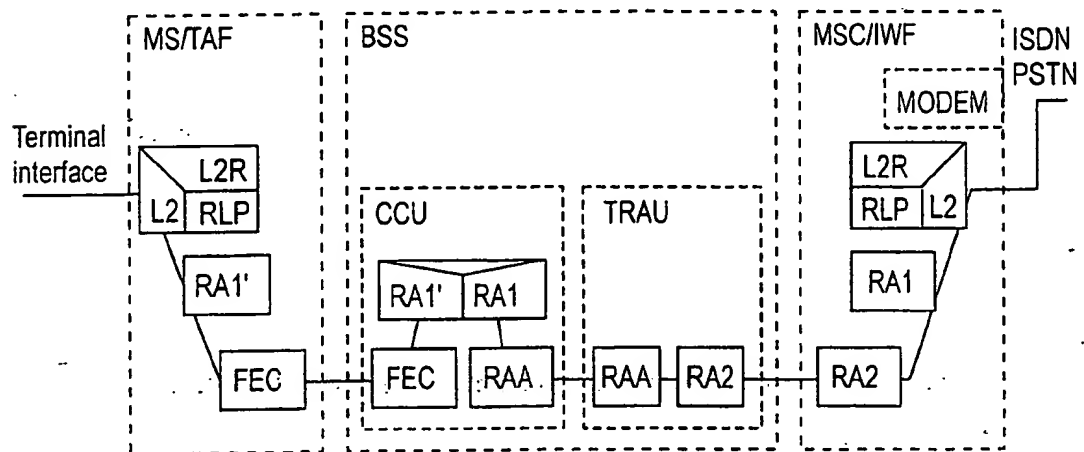 MS/TAF
BSS
MSC/IWF
ISDN
PSTN
MODEM
Terminal
interface
L2R
L2
RLP
L2R
RLP
L2
CCU
TRAU
RA1'
RA1'
RA1
RA1
FEC
FEC
RAA
RAA
RA2
RA2